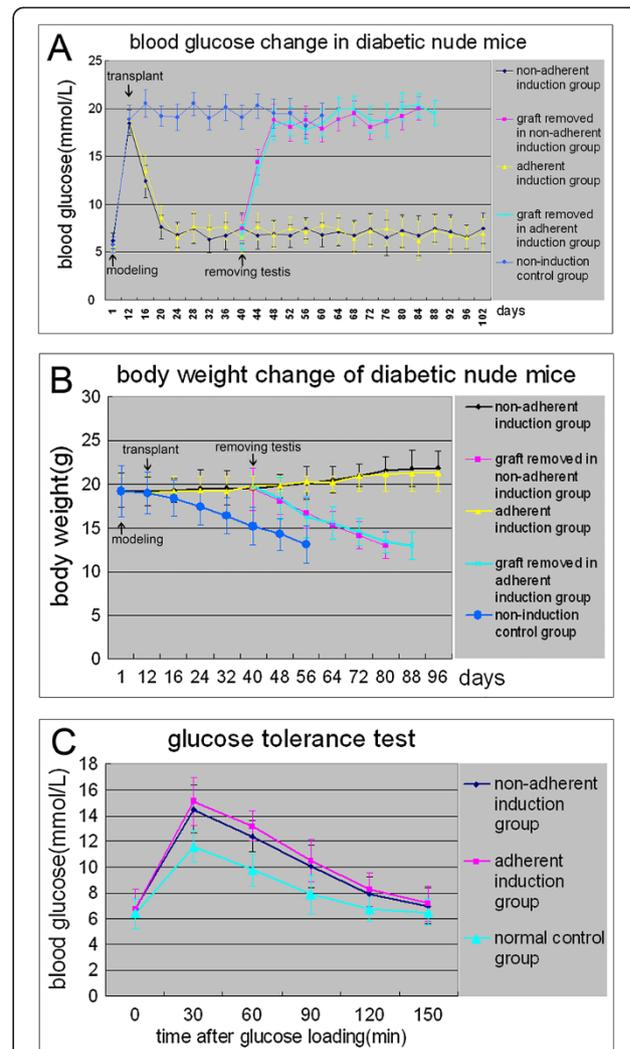 A
blood glucose change in diabetic nude mice
blood glucose(mmol/L)
25
20
15
10
5
0
transplant
modeling
removing testis
1 12 16 20 24 28 32 36 40 44 48 52 56 60 64 68 72 76 80 84 88 92 96 102
days
non-adherent
induction group
graft removed
in non-adherent
induction group
adherent
induction group
graft removed
in adherent
induction group
non-induction
control group
B
body weight change of diabetic nude mice
body weight(g)
30
25
20
15
10
5
0
transplant
removing testis
modeling
1 12 16 24 32 40 48 56 64 72 80 88 96
days
non-adherent
induction group
graft removed in
non-adherent
induction group
adherent
induction group
graft removed in
adherent
induction group
non-induction
control group
C
glucose tolerance test
blood glucose(mmol/L)
18
16
14
12
10
8
6
4
2
0
0 30 60 90 120 150
time after glucose loading(min)
non-adherent
induction
group
adherent
induction
group
normal control
group